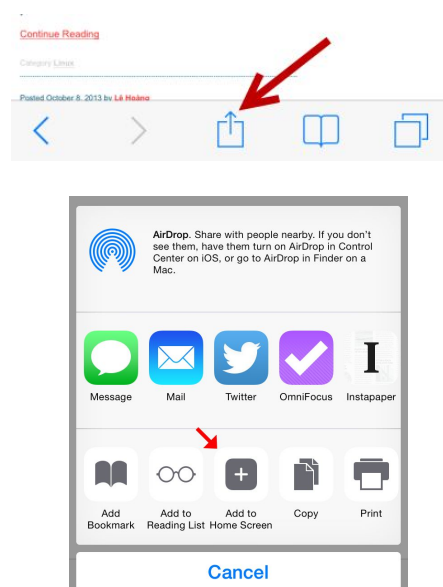 Continue Reading
Category Linux
Posted October 8, 2013 by Lê Hoàng
AirDrop. Share with people nearby. If you don't
see them, have them turn on AirDrop in Control
Center on iOS, or go to AirDrop in Finder on a
Mac.
Message Mail Twitter OmniFocus Instapaper
Add Bookmark Add to Reading List Add to Home Screen Copy Print
Cancel